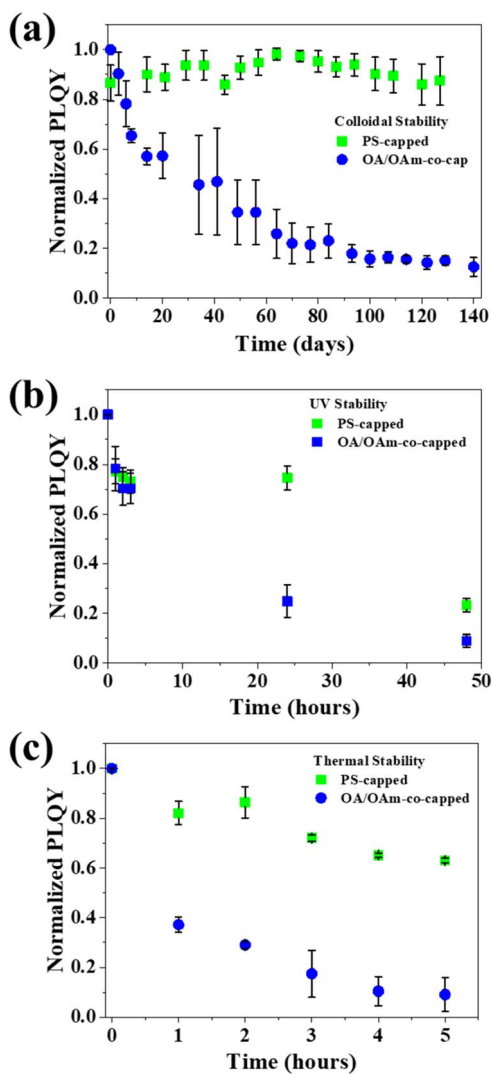 (a)
1.0
0.8
0.6
0.4
0.2
0.0
Normalized PLQY
Colloidal Stability
PS-capped
OA/OAm-co-cap
0 20 40 60 80 100 120 140
Time (days)
(b)
1.0
0.8
0.6
0.4
0.2
0.0
Normalized PLQY
UV Stability
PS-capped
OA/OAm-co-capped
0 10 20 30 40 50
Time (hours)
(c)
1.0
0.8
0.6
0.4
0.2
0.0
Normalized PLQY
Thermal Stability
PS-capped
OA/OAm-co-capped
0 1 2 3 4 5
Time (hours)